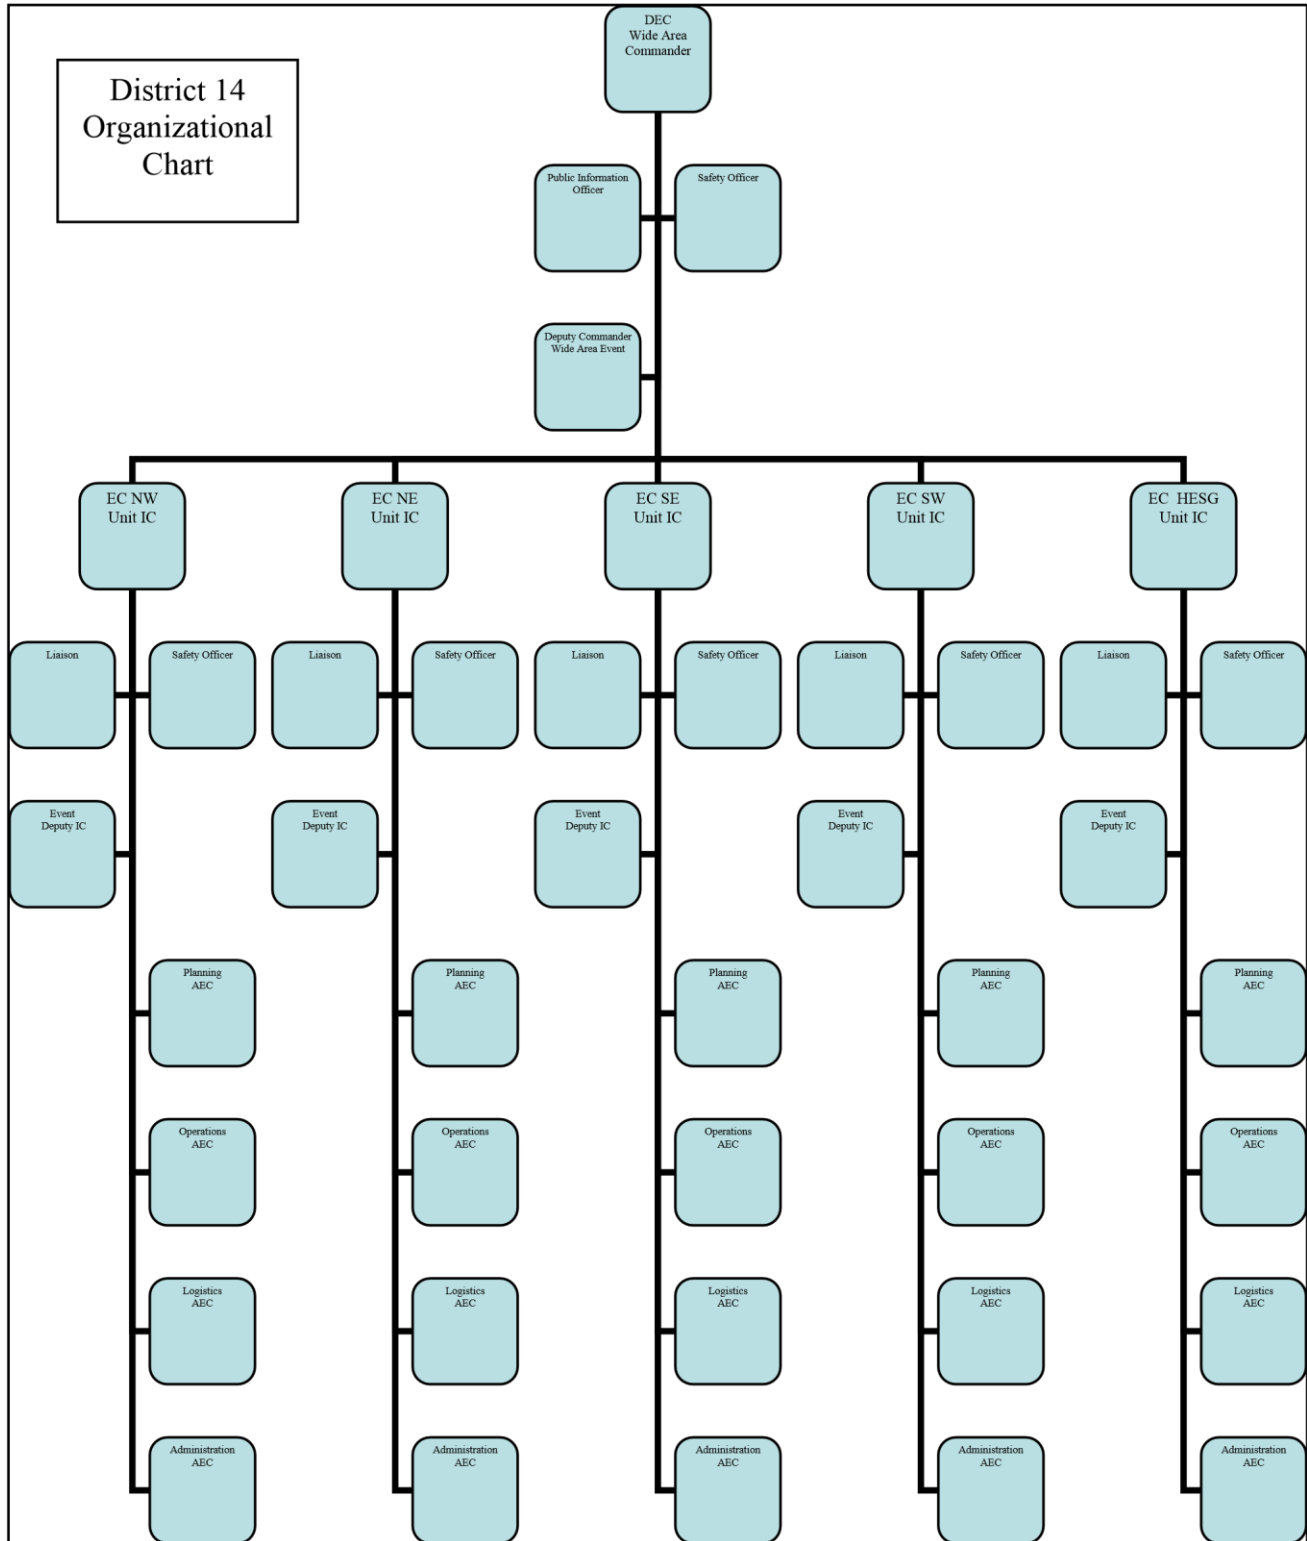 DEC
Wide Area
Commander
District 14
Organizational
Chart
Public Information
Officer
Safety Officer
Deputy Commander
Wide Area Event
EC NW
Unit IC
EC NE
Unit IC
EC SE
Unit IC
EC SW
Unit IC
EC HESG
Unit IC
Liaison
Safety Officer
Liaison
Safety Officer
Liaison
Safety Officer
Liaison
Safety Officer
Liaison
Safety Officer
Event
Deputy IC
Event
Deputy IC
Event
Deputy IC
Event
Deputy IC
Event
Deputy IC
Planning
AEC
Planning
AEC
Planning
AEC
Planning
AEC
Planning
AEC
Operations
AEC
Operations
AEC
Operations
AEC
Operations
AEC
Operations
AEC
Logistics
AEC
Logistics
AEC
Logistics
AEC
Logistics
AEC
Logistics
AEC
Administration
AEC
Administration
AEC
Administration
AEC
Administration
AEC
Administration
AEC